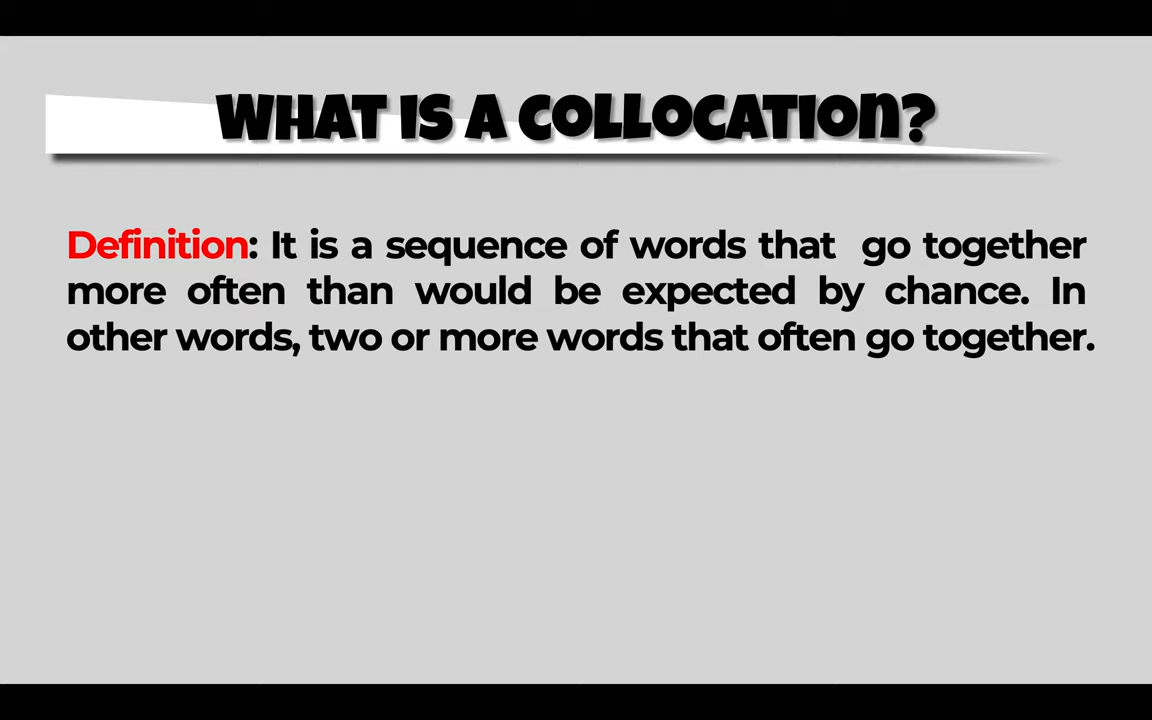 WHAT IS A COLLOCATION?
Definition: It is a sequence of words that go together
more often than would be expected by chance. In
other words, two or more words that often go together.